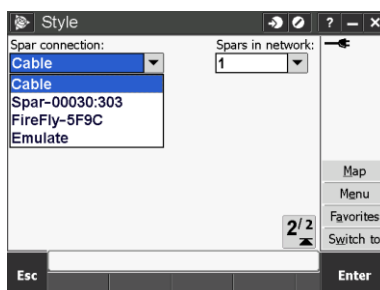 Style
? – X
Spar connection:
Spars in network:
Cable
1
Cable
Spar-00030:303
FireFly-5F9C
Emulate
Map
Menu
Favorites
Switch to
2/2
Esc
Enter